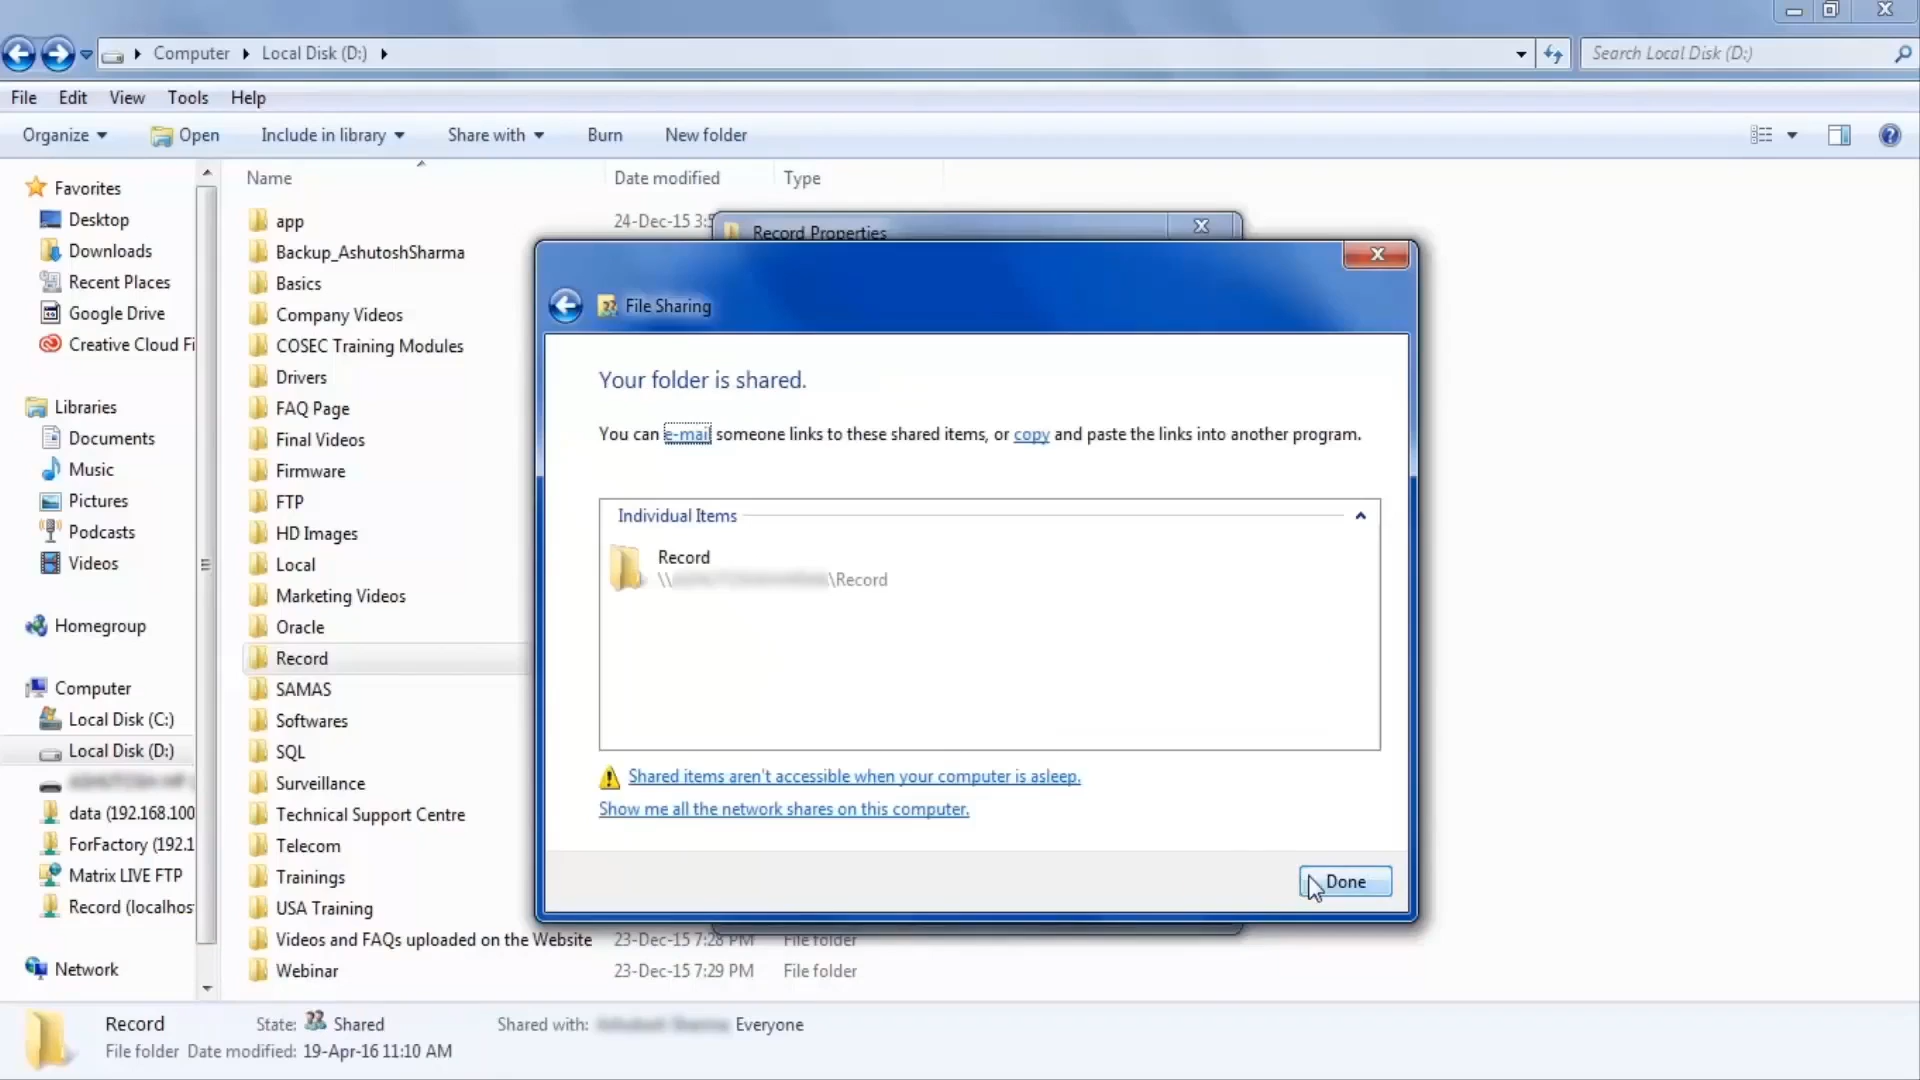 Computer Local Disk (D:)
Search Local Disk (D:)
File Edit View Tools Help
Organize Open Include in library Share with Burn New folder
Name Date modified Type
Favorites
Desktop
Downloads
Recent Places
Google Drive
Creative Cloud Fi
Libraries
Documents
Music
Pictures
Podcasts
Videos
Homegroup
Computer
Local Disk (C:)
Local Disk (D:)
data (192.168.100
ForFactory (192.1
Matrix LIVE FTP
Record (localhos
Network
app 24-Dec-15 3:5
Backup_AshutoshSharma
Basics
Company Videos
COSEC Training Modules
Drivers
FAQ Page
Final Videos
Firmware
FTP
HD Images
Local
Marketing Videos
Oracle
Record
SAMAS
Softwares
SQL
Surveillance
Technical Support Centre
Telecom
Trainings
USA Training
Videos and FAQs uploaded on the Website 23-Dec-15 7:28 PM File folder
Webinar 23-Dec-15 7:29 PM File folder
Record Properties
File Sharing
Your folder is shared.
You can e-mail someone links to these shared items, or copy and paste the links into another program.
Individual Items
Record
\\ \Record
Shared items aren't accessible when your computer is asleep.
Show me all the network shares on this computer.
Done
Record State: Shared Shared with: Everyone
File folder Date modified: 19-Apr-16 11:10 AM